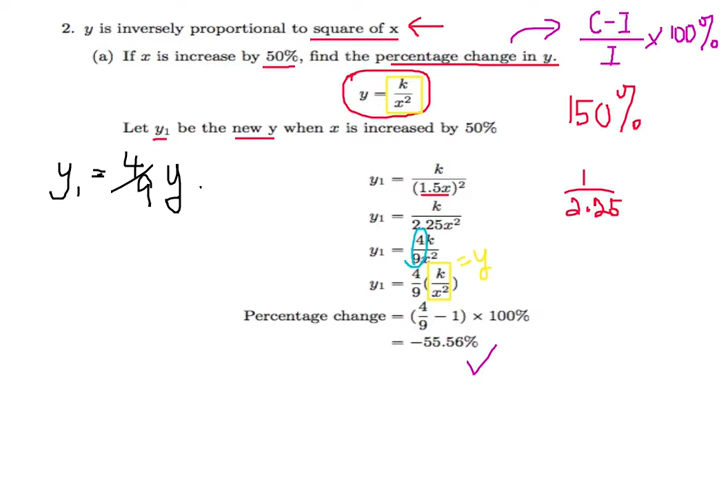 2. y is inversely proportional to square of x ←
(a) If x is increase by 50%, find the percentage change in y. → C-I/I × 100%
y = k/x²
150%
Let y₁ be the new y when x is increased by 50%
y₁ = 4/9 y .
y₁ = k/(1.5x)²
1/2.25
y₁ = k/2.25x²
y₁ = 4k/9x²
= y
y₁ = 4/9(k/x²)
Percentage change = (4/9 − 1) × 100%
= −55.56%
✓